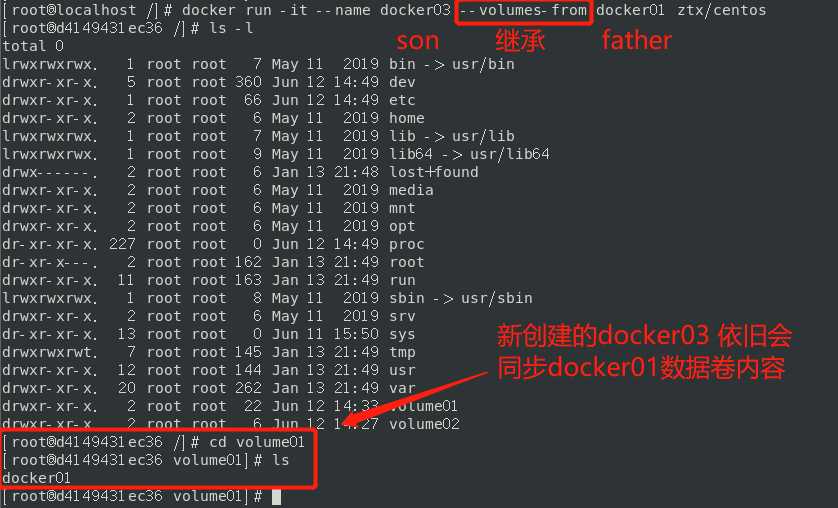 [root@localhost /]# docker run -it --name docker03 --volumes-from docker01 ztx/centos
[root@d4149431ec36 /]# ls -l
son 继承 father
total 0
lrwxrwxrwx.   1 root root   7 May 11  2019 bin -> usr/bin
drwxr-xr-x.   5 root root 360 Jun 12 14:49 dev
drwxr-xr-x.   1 root root  66 Jun 12 14:49 etc
drwxr-xr-x.   2 root root   6 May 11  2019 home
lrwxrwxrwx.   1 root root   7 May 11  2019 lib -> usr/lib
lrwxrwxrwx.   1 root root   9 May 11  2019 lib64 -> usr/lib64
drwx------.   2 root root   6 Jan 13 21:48 lost+found
drwxr-xr-x.   2 root root   6 May 11  2019 media
drwxr-xr-x.   2 root root   6 May 11  2019 mnt
drwxr-xr-x.   2 root root   6 May 11  2019 opt
dr-xr-xr-x. 227 root root   0 Jun 12 14:49 proc
dr-xr-x---.   2 root root 162 Jan 13 21:49 root
drwxr-xr-x.  11 root root 163 Jan 13 21:49 run
lrwxrwxrwx.   1 root root   8 May 11  2019 sbin -> usr/sbin
drwxr-xr-x.   2 root root   6 May 11  2019 srv
dr-xr-xr-x.  13 root root   0 Jun 11 15:50 sys
drwxrwxrwt.   7 root root 145 Jan 13 21:49 tmp
drwxr-xr-x.  12 root root 144 Jan 13 21:49 usr
drwxr-xr-x.  20 root root 262 Jan 13 21:49 var
新创建的docker03 依旧会
同步docker01数据卷内容
drwxr-xr-x.   2 root root  22 Jun 12 14:33 volume01
drwxr-xr-x.   2 root root   6 Jun 12 14:27 volume02
[root@d4149431ec36 /]# cd volume01
[root@d4149431ec36 volume01]# ls
docker01
[root@d4149431ec36 volume01]#